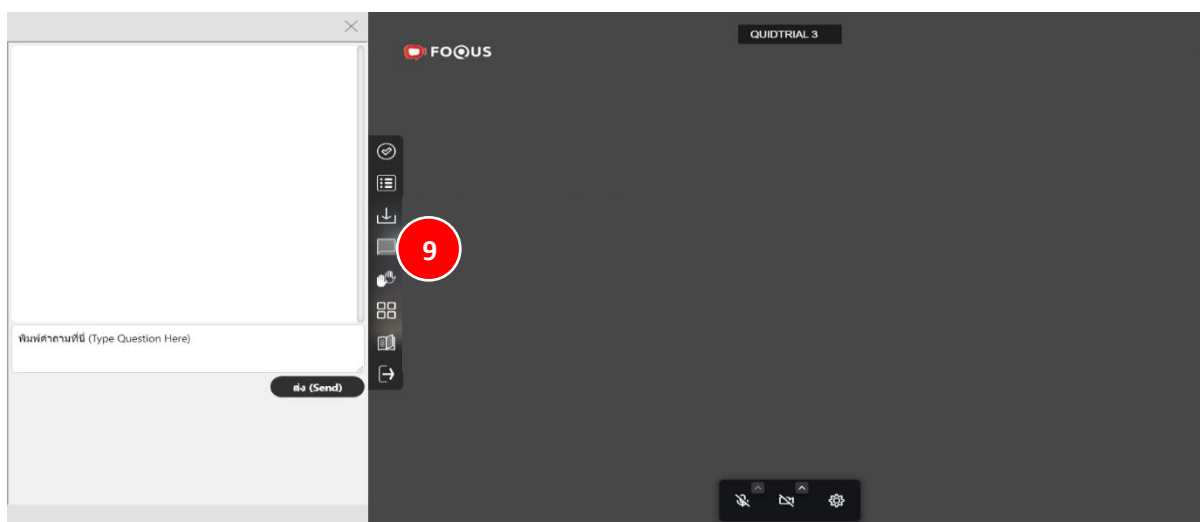 QUIDTRIAL 3
FOQUS
9
พิมพ์คำถามที่นี่ (Type Question Here)
ส่ง (Send)